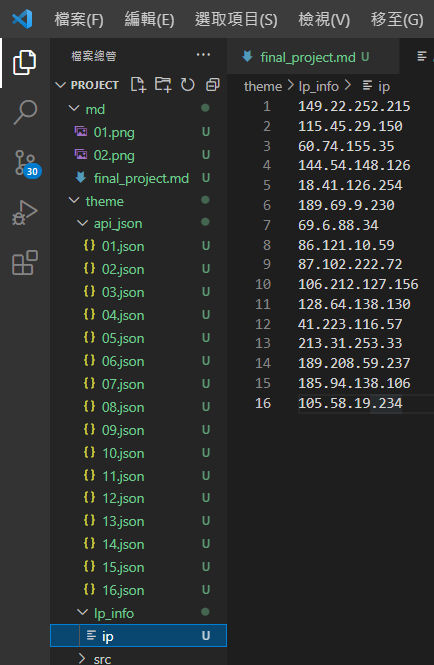 檔案(F) 編輯(E) 選取項目(S) 檢視(V) 移至(G)
檔案總管 ...
PROJECT
md
01.png U
02.png U
final_project.md U
theme
api_json
01.json U
02.json U
03.json U
04.json U
05.json U
06.json U
07.json U
08.json U
09.json U
10.json U
11.json U
12.json U
13.json U
14.json U
15.json U
16.json U
lp_info
ip U
src
30
final_project.md U
theme > lp_info > ip
1 149.22.252.215
2 115.45.29.150
3 60.74.155.35
4 144.54.148.126
5 18.41.126.254
6 189.69.9.230
7 69.6.88.34
8 86.121.10.59
9 87.102.222.72
10 106.212.127.156
11 128.64.138.130
12 41.223.116.57
13 213.31.253.33
14 189.208.59.237
15 185.94.138.106
16 105.58.19.234